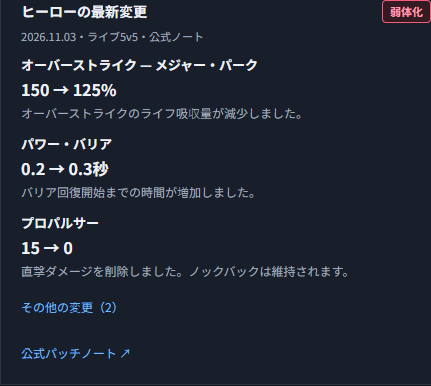 ヒーローの最新変更
弱体化
2026.11.03・ライブ5v5・公式ノート
オーバーストライク — メジャー・パーク
150 → 125%
オーバーストライクのライフ吸収量が減少しました。
パワー・バリア
0.2 → 0.3秒
バリア回復開始までの時間が増加しました。
プロパルサー
15 → 0
直撃ダメージを削除しました。ノックバックは維持されます。
その他の変更（2）
公式パッチノート ↗